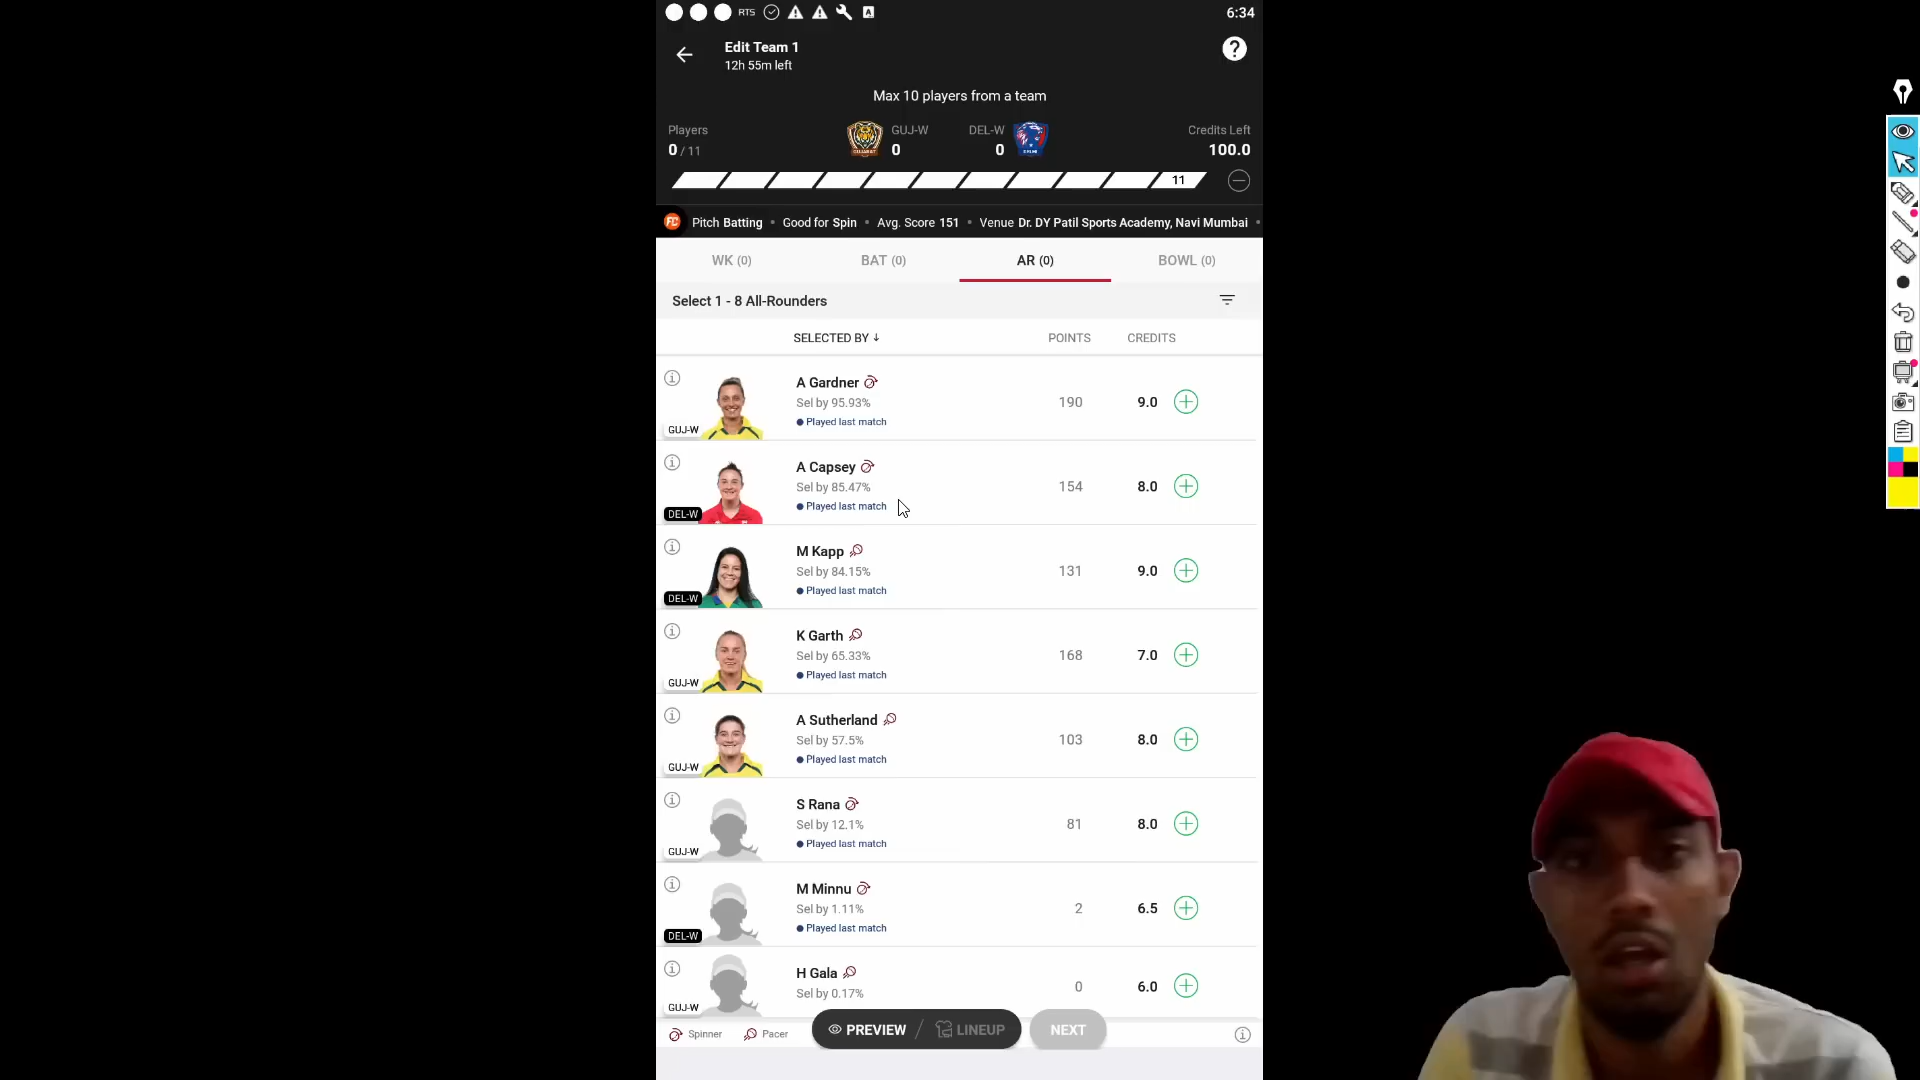 RTS
A
6:34
Edit Team 1
12h 55m left
?
Max 10 players from a team
Players
0 / 11
GUJ-W
0
DEL-W
0
Credits Left
100.0
11
FC Pitch Batting • Good for Spin • Avg. Score 151 • Venue Dr. DY Patil Sports Academy, Navi Mumbai •
WK (0) BAT (0) AR (0) BOWL (0)
Select 1 - 8 All-Rounders
SELECTED BY ↓ POINTS CREDITS
A Gardner
Sel by 95.93%
Played last match
GUJ-W
190 9.0
A Capsey
Sel by 85.47%
Played last match
DEL-W
154 8.0
M Kapp
Sel by 84.15%
Played last match
DEL-W
131 9.0
K Garth
Sel by 65.33%
Played last match
GUJ-W
168 7.0
A Sutherland
Sel by 57.5%
Played last match
GUJ-W
103 8.0
S Rana
Sel by 12.1%
Played last match
GUJ-W
81 8.0
M Minnu
Sel by 1.11%
Played last match
DEL-W
2 6.5
H Gala
Sel by 0.17%
GUJ-W
0 6.0
Spinner Pacer PREVIEW / LINEUP NEXT